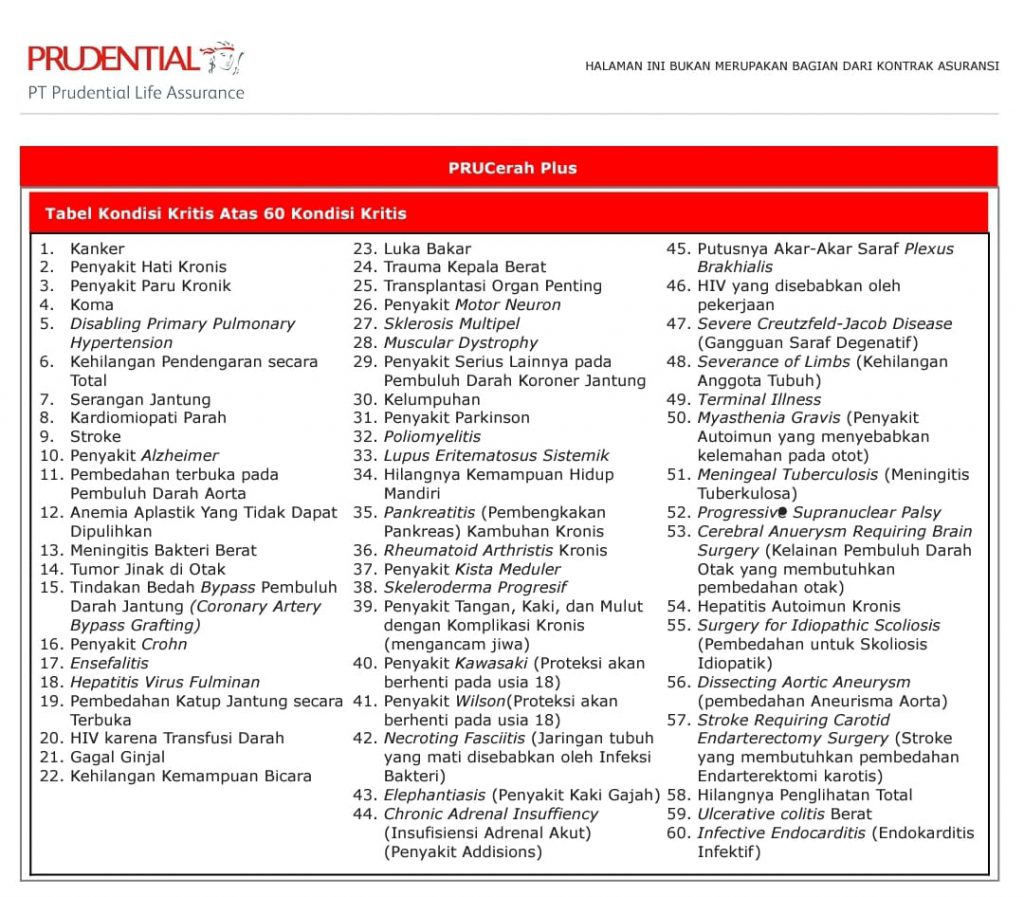 PRUDENTIAL
PT Prudential Life Assurance
HALAMAN INI BUKAN MERUPAKAN BAGIAN DARI KONTRAK ASURANSI
PRUCerah Plus
Tabel Kondisi Kritis Atas 60 Kondisi Kritis
1. Kanker
2. Penyakit Hati Kronis
3. Penyakit Paru Kronik
4. Koma
5. Disabling Primary Pulmonary
Hypertension
6. Kehilangan Pendengaran secara
Total
7. Serangan Jantung
8. Kardiomiopati Parah
9. Stroke
10. Penyakit Alzheimer
11. Pembedahan terbuka pada
Pembuluh Darah Aorta
12. Anemia Aplastik Yang Tidak Dapat
Dipulihkan
13. Meningitis Bakteri Berat
14. Tumor Jinak di Otak
15. Tindakan Bedah Bypass Pembuluh
Darah Jantung (Coronary Artery
Bypass Grafting)
16. Penyakit Crohn
17. Ensefalitis
18. Hepatitis Virus Fulminan
19. Pembedahan Katup Jantung secara
Terbuka
20. HIV karena Transfusi Darah
21. Gagal Ginjal
22. Kehilangan Kemampuan Bicara
23. Luka Bakar
24. Trauma Kepala Berat
25. Transplantasi Organ Penting
26. Penyakit Motor Neuron
27. Sklerosis Multipel
28. Muscular Dystrophy
29. Penyakit Serius Lainnya pada
Pembuluh Darah Koroner Jantung
30. Kelumpuhan
31. Penyakit Parkinson
32. Poliomyelitis
33. Lupus Eritematosus Sistemik
34. Hilangnya Kemampuan Hidup
Mandiri
35. Pankreatitis (Pembengkakan
Pankreas) Kambuhan Kronis
36. Rheumatoid Arthristis Kronis
37. Penyakit Kista Meduler
38. Skeleroderma Progresif
39. Penyakit Tangan, Kaki, dan Mulut
dengan Komplikasi Kronis
(mengancam jiwa)
40. Penyakit Kawasaki (Proteksi akan
berhenti pada usia 18)
41. Penyakit Wilson(Proteksi akan
berhenti pada usia 18)
42. Necroting Fasciitis (Jaringan tubuh
yang mati disebabkan oleh Infeksi
Bakteri)
43. Elephantiasis (Penyakit Kaki Gajah)
44. Chronic Adrenal Insuffiency
(Insufisiensi Adrenal Akut)
(Penyakit Addisions)
45. Putusnya Akar-Akar Saraf Plexus
Brakhialis
46. HIV yang disebabkan oleh
pekerjaan
47. Severe Creutzfeld-Jacob Disease
(Gangguan Saraf Degenatif)
48. Severance of Limbs (Kehilangan
Anggota Tubuh)
49. Terminal Illness
50. Myasthenia Gravis (Penyakit
Autoimun yang menyebabkan
kelemahan pada otot)
51. Meningeal Tuberculosis (Meningitis
Tuberkulosa)
52. Progressive Supranuclear Palsy
53. Cerebral Anuerysm Requiring Brain
Surgery (Kelainan Pembuluh Darah
Otak yang membutuhkan
pembedahan otak)
54. Hepatitis Autoimun Kronis
55. Surgery for Idiopathic Scoliosis
(Pembedahan untuk Skoliosis
Idiopatik)
56. Dissecting Aortic Aneurysm
(pembedahan Aneurisma Aorta)
57. Stroke Requiring Carotid
Endarterectomy Surgery (Stroke
yang membutuhkan pembedahan
Endarterektomi karotis)
58. Hilangnya Penglihatan Total
59. Ulcerative colitis Berat
60. Infective Endocarditis (Endokarditis
Infektif)